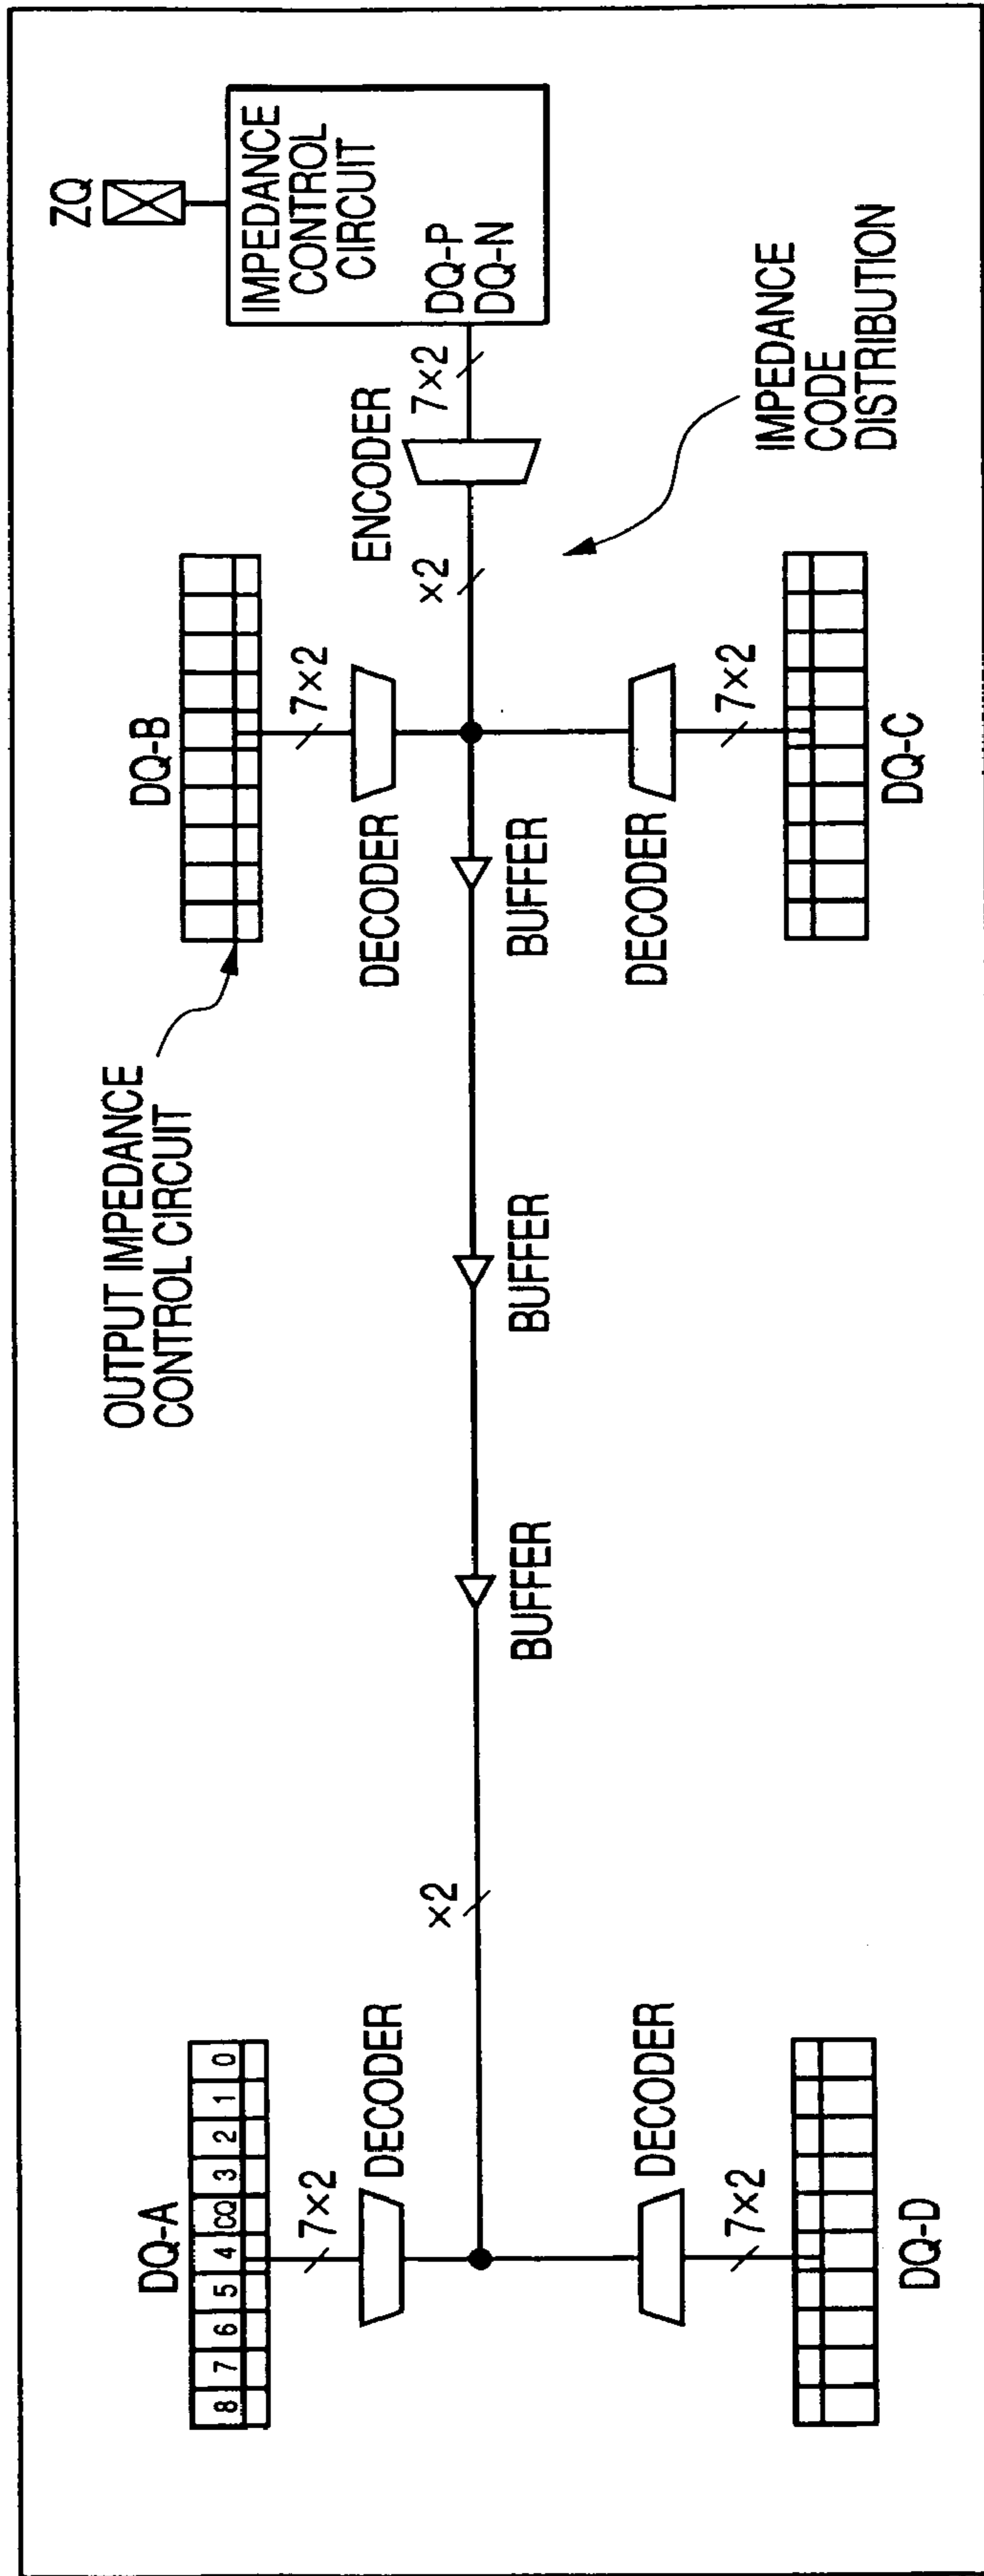 ZQ
IMPEDANCE
CONTROL
CIRCUIT
DQ-P
DQ-N
7×2
ENCODER
×2
IMPEDANCE
CODE
DISTRIBUTION
DQ-B
7×2
DECODER
BUFFER
DECODER
7×2
DQ-C
OUTPUT IMPEDANCE
CONTROL CIRCUIT
BUFFER
BUFFER
×2
DQ-A
8 7 6 5 4 CQ 3 2 1 0
7×2
DECODER
DECODER
7×2
DQ-D